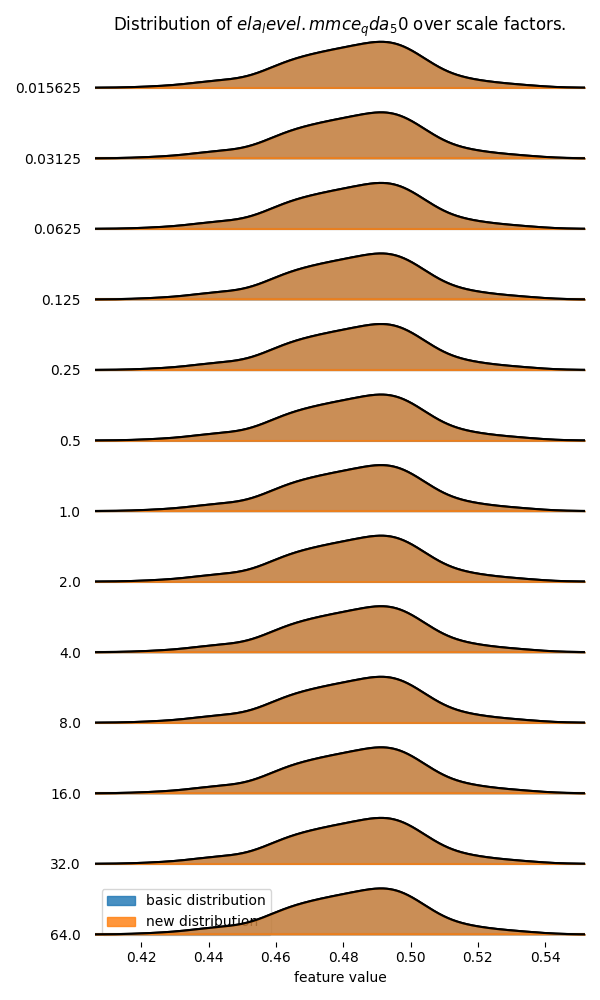 Distribution of elaₗevel.mmce_qda₅0 over scale factors.
0.015625
0.03125
0.0625
0.125
0.25
0.5
1.0
2.0
4.0
8.0
16.0
32.0
basic distribution
new distribution
64.0
0.42 0.44 0.46 0.48 0.50 0.52 0.54
feature value